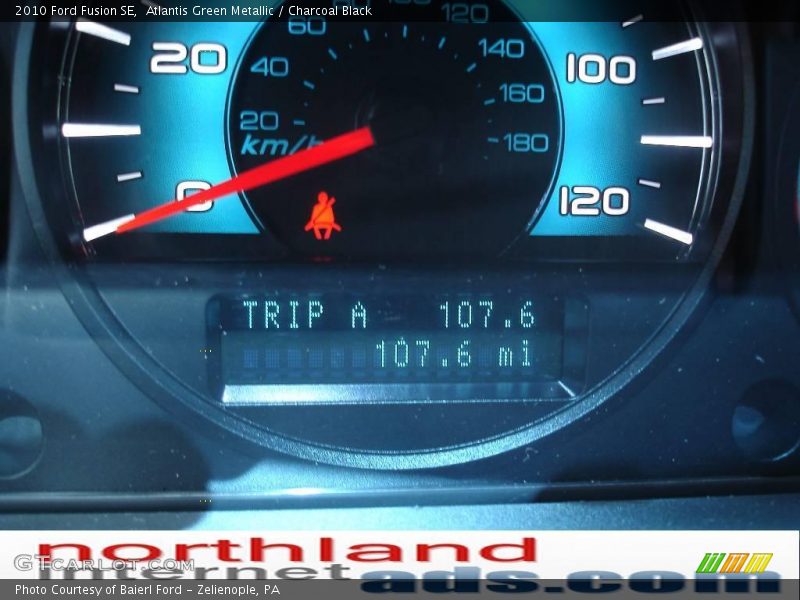 2010 Ford Fusion SE, Atlantis Green Metallic / Charcoal Black
60 120
20 40 140 100
160
20 180
km/h
0 120
TRIP A 107.6
107.6 mi
northland
GTCarLot.com
internet ads.com
Photo Courtesy of Baierl Ford - Zelienople, PA